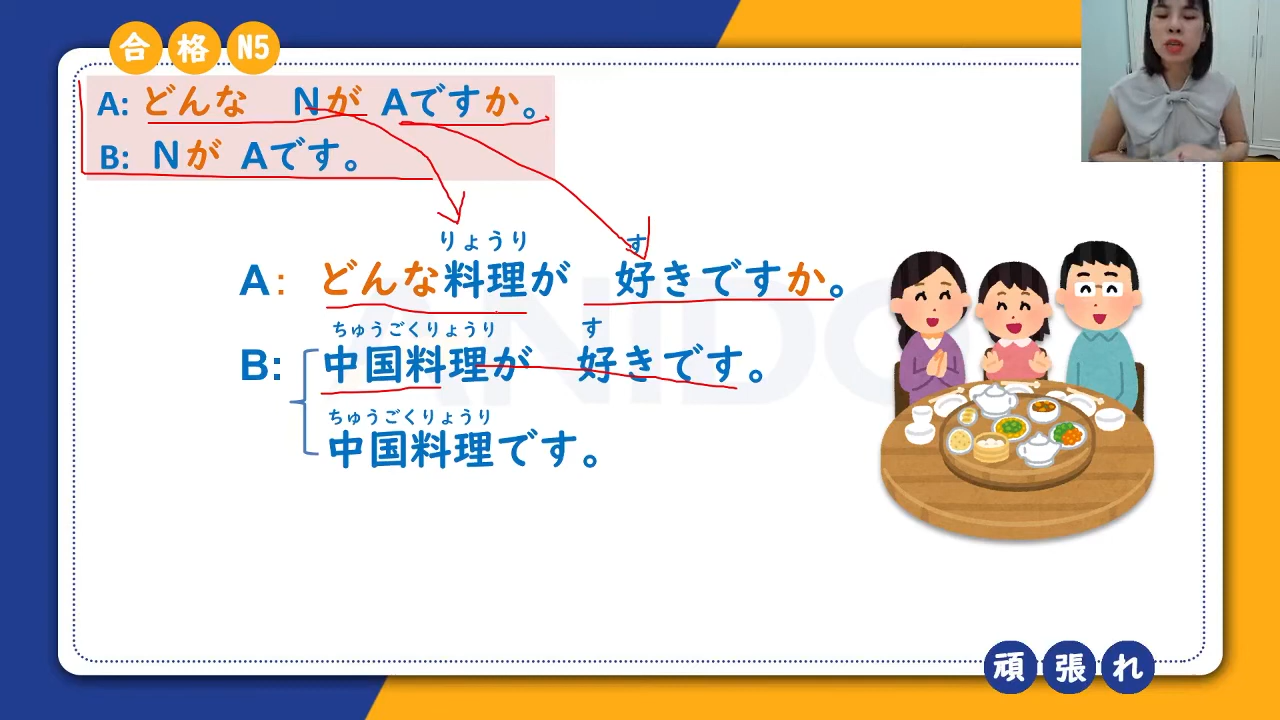 合格N5
A: どんな Nが Aですか。
B: Nが Aです。
りょうり す
A: どんな料理が 好きですか。
ちゅうごくりょうり す
B: 中国料理が 好きです。
ちゅうごくりょうり
中国料理です。
頑張れ